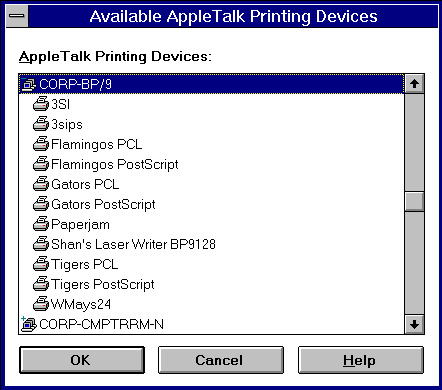 Available AppleTalk Printing Devices
AppleTalk Printing Devices:
CORP-BP/9
3SI
3sips
Flamingos PCL
Flamingos PostScript
Gators PCL
Gators PostScript
Paperjam
Shan's Laser Writer BP9128
Tigers PCL
Tigers PostScript
WMays24
CORP-CMPTRRM-N
OK Cancel Help